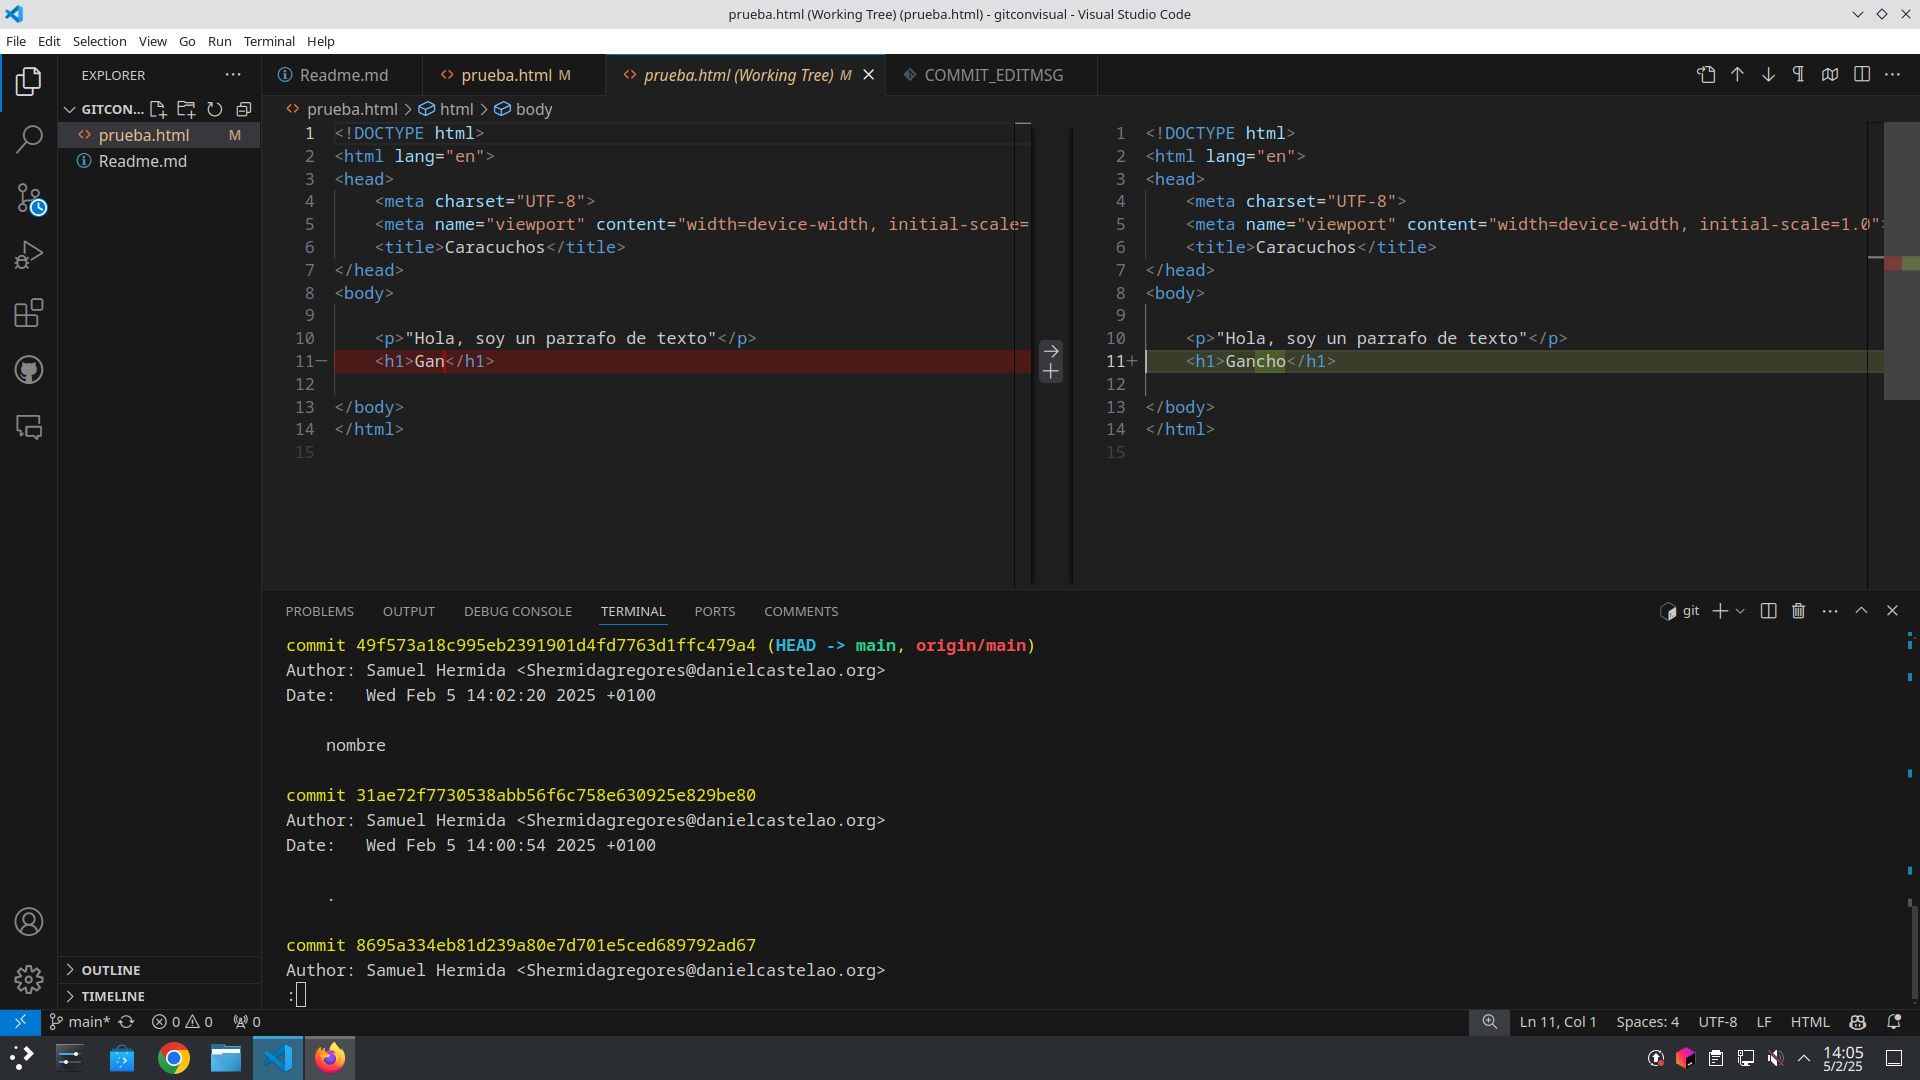 prueba.html (Working Tree) (prueba.html) - gitconvisual - Visual Studio Code
File Edit Selection View Go Run Terminal Help
EXPLORER
GITCON...
prueba.html M
Readme.md
OUTLINE
TIMELINE
Readme.md
prueba.html M
prueba.html (Working Tree) M
COMMIT_EDITMSG
prueba.html > html > body
1 <!DOCTYPE html>
2 <html lang="en">
3 <head>
4 <meta charset="UTF-8">
5 <meta name="viewport" content="width=device-width, initial-scale=
6 <title>Caracuchos</title>
7 </head>
8 <body>
9
10 <p>"Hola, soy un parrafo de texto"</p>
11— <h1>Gan</h1>
12
13 </body>
14 </html>
15
1 <!DOCTYPE html>
2 <html lang="en">
3 <head>
4 <meta charset="UTF-8">
5 <meta name="viewport" content="width=device-width, initial-scale=1.0">
6 <title>Caracuchos</title>
7 </head>
8 <body>
9
10 <p>"Hola, soy un parrafo de texto"</p>
11+ <h1>Gancho</h1>
12
13 </body>
14 </html>
15
PROBLEMS OUTPUT DEBUG CONSOLE TERMINAL PORTS COMMENTS
git
commit 49f573a18c995eb2391901d4fd7763d1ffc479a4 (HEAD -> main, origin/main)
Author: Samuel Hermida <Shermidagregores@danielcastelao.org>
Date:   Wed Feb 5 14:02:20 2025 +0100
nombre
commit 31ae72f7730538abb56f6c758e630925e829be80
Author: Samuel Hermida <Shermidagregores@danielcastelao.org>
Date:   Wed Feb 5 14:00:54 2025 +0100
.
commit 8695a334eb81d239a80e7d701e5ced689792ad67
Author: Samuel Hermida <Shermidagregores@danielcastelao.org>
:
main* 0 0 0
Ln 11, Col 1 Spaces: 4 UTF-8 LF HTML
14:05
5/2/25